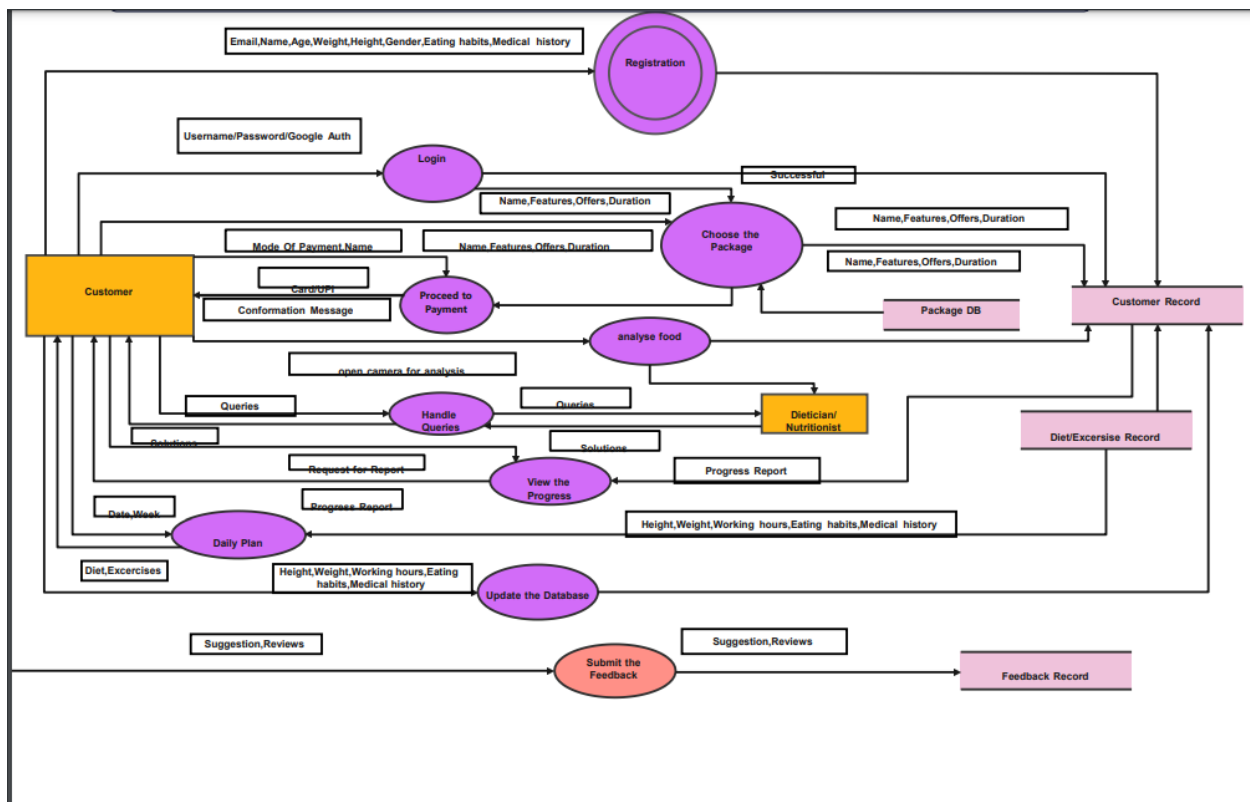 Email,Name,Age,Weight,Height,Gender,Eating habits,Medical history
Registration
Username/Password/Google Auth
Login
Successful
Name,Features,Offers,Duration
Choose the
Package
Name,Features,Offers,Duration
Mode Of Payment,Name
Name,Features,Offers,Duration
Name,Features,Offers,Duration
Customer
Card/UPI
Conformation Message
Proceed to
Payment
Package DB
Customer Record
analyse food
open camera for analysis
Queries
Handle
Queries
Queries
Dietician/
Nutritionist
Solutions
Solutions
Diet/Excersise Record
Request for Report
View the
Progress
Progress Report
Progress Report
Date,Week
Daily Plan
Height,Weight,Working hours,Eating habits,Medical history
Diet,Excercises
Height,Weight,Working hours,Eating
habits,Medical history
Update the Database
Suggestion,Reviews
Submit the
Feedback
Suggestion,Reviews
Feedback Record